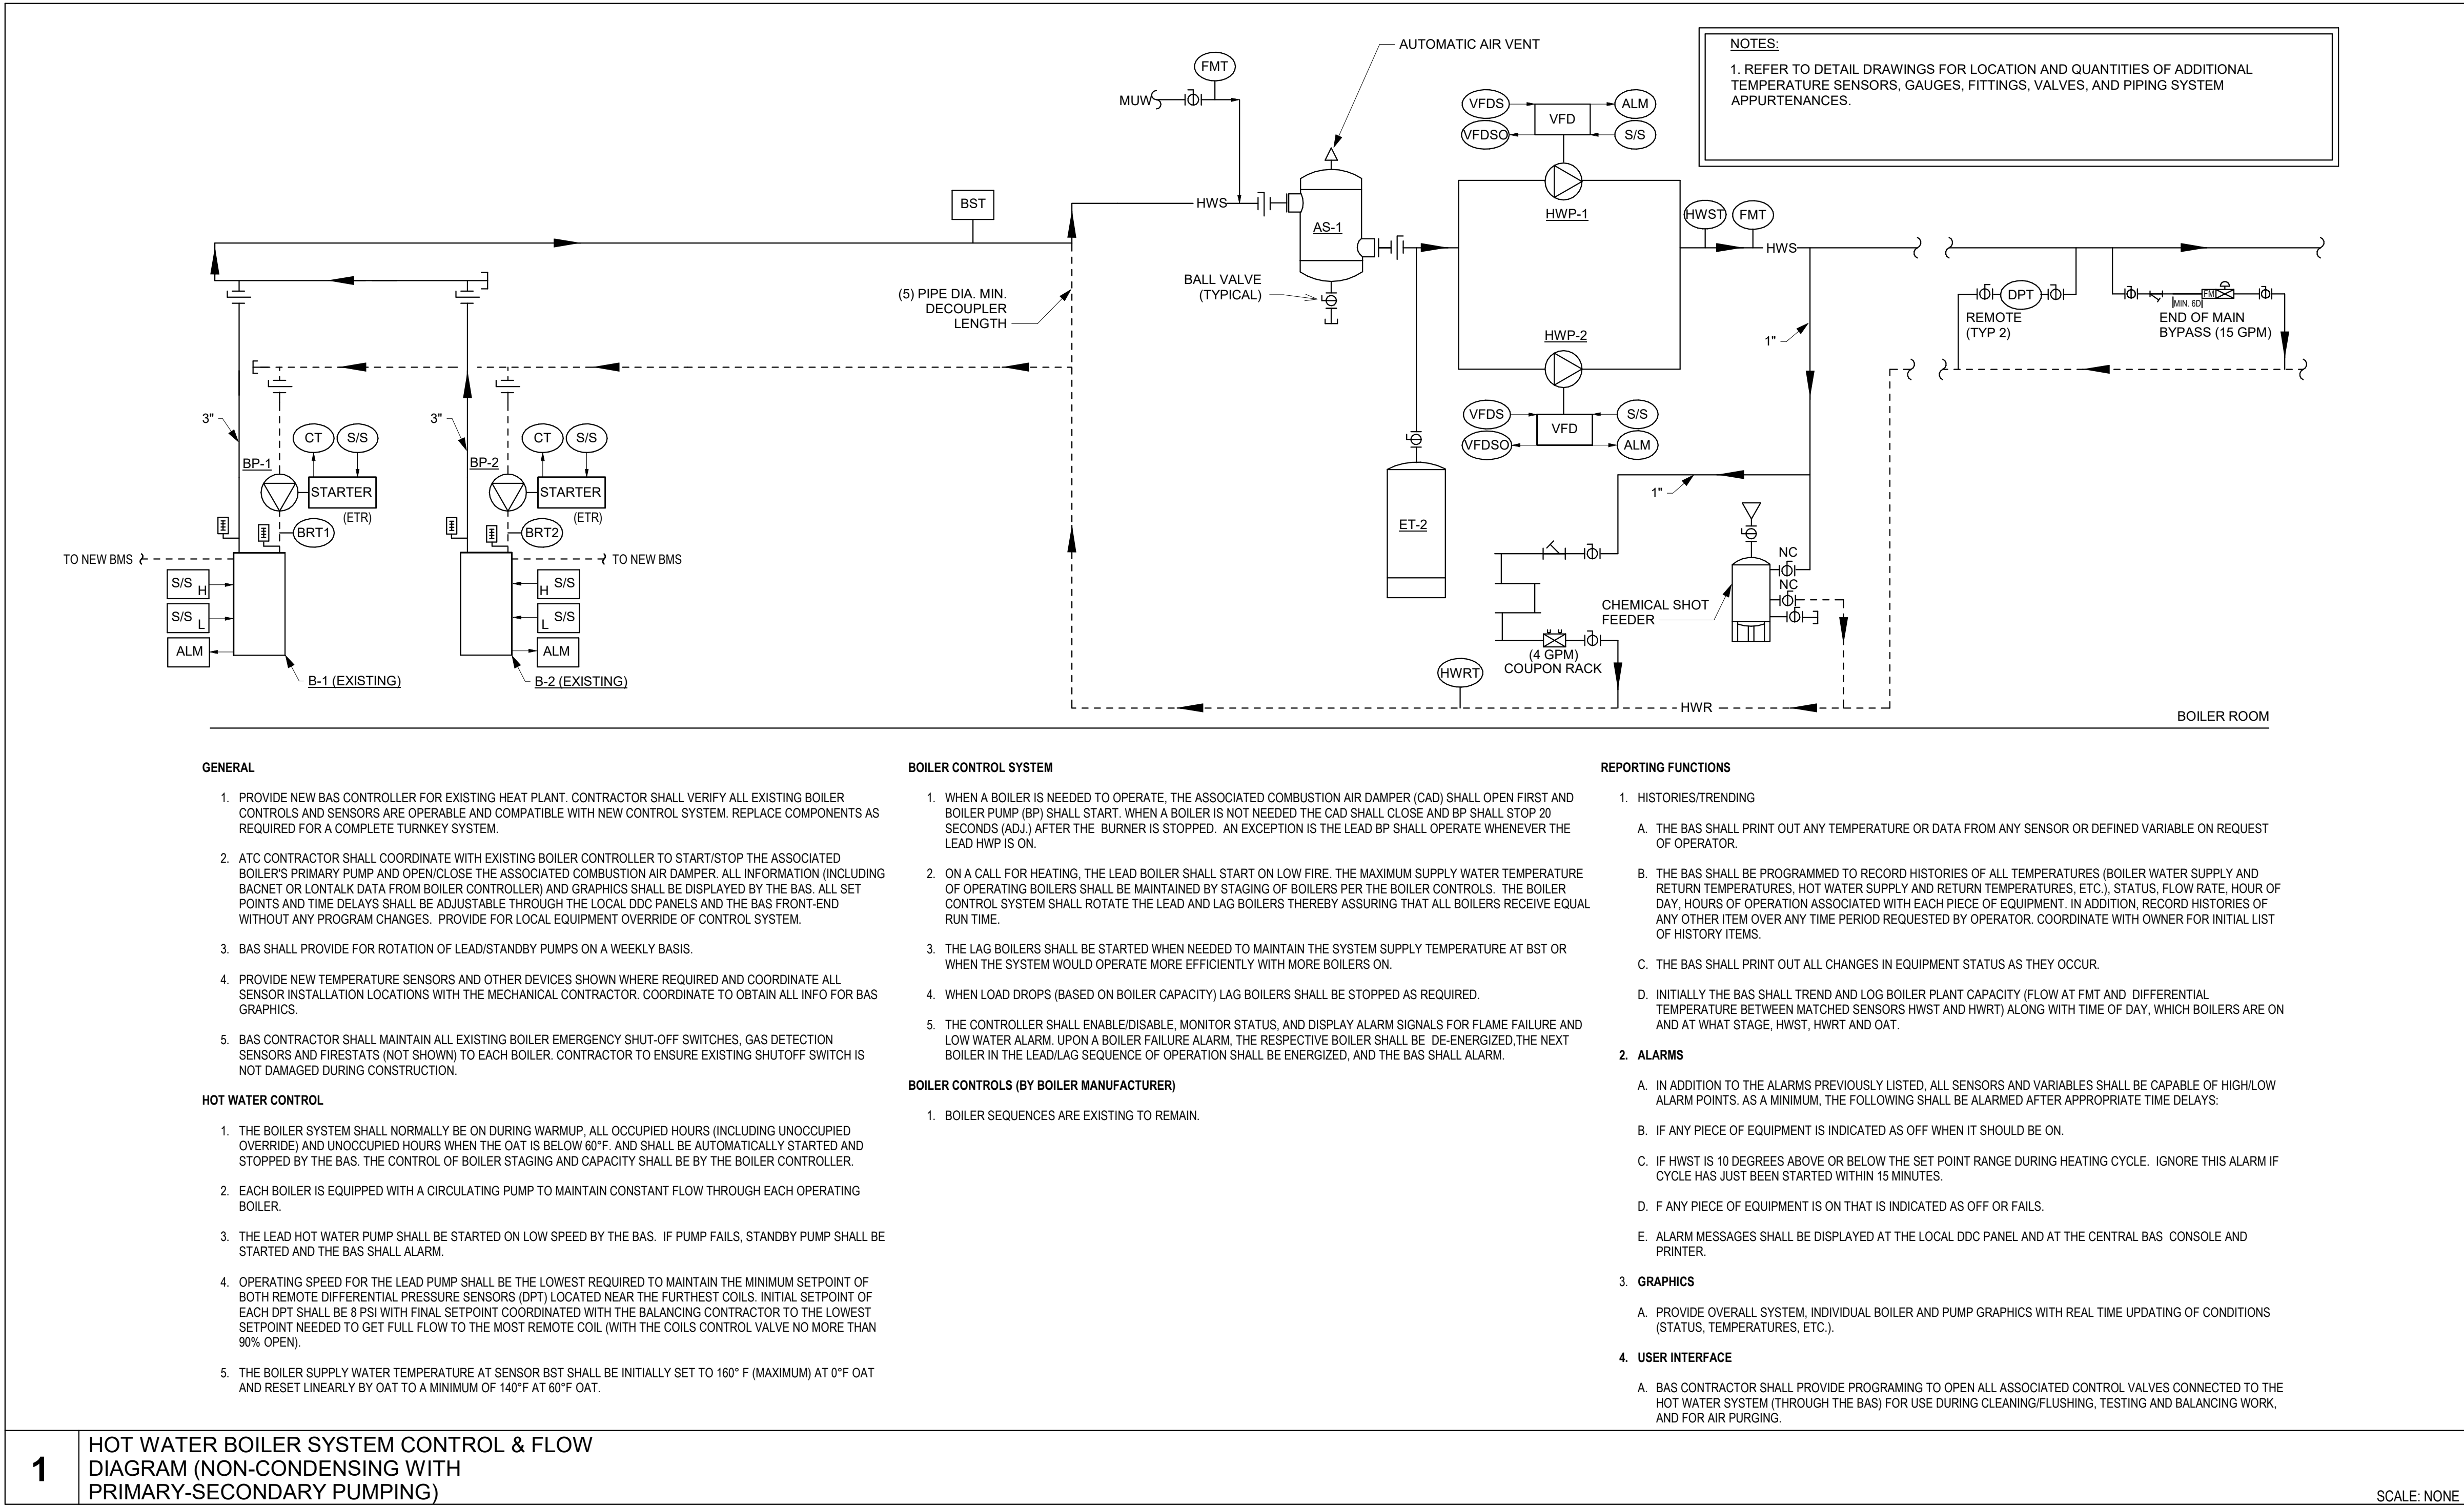 AUTOMATIC AIR VENT
FMT
MUW
NOTES:
1. REFER TO DETAIL DRAWINGS FOR LOCATION AND QUANTITIES OF ADDITIONAL
TEMPERATURE SENSORS, GAUGES, FITTINGS, VALVES, AND PIPING SYSTEM
APPURTENANCES.
VFDS
VFD
ALM
VFDSO
S/S
BST
HWS
AS-1
HWP-1
HWST
FMT
HWS
BALL VALVE
(TYPICAL)
(5) PIPE DIA. MIN.
DECOUPLER
LENGTH
DPT
REMOTE
(TYP 2)
MIN. 6D
FM
END OF MAIN
BYPASS (15 GPM)
HWP-2
1"
3"
CT
S/S
BP-1
STARTER
(ETR)
BRT1
3"
CT
S/S
BP-2
STARTER
(ETR)
BRT2
VFDS
VFD
S/S
VFDSO
ALM
1"
ET-2
TO NEW BMS
TO NEW BMS
S/S H
S/S L
ALM
B-1 (EXISTING)
H S/S
L S/S
ALM
B-2 (EXISTING)
NC
NC
CHEMICAL SHOT
FEEDER
(4 GPM)
COUPON RACK
HWRT
HWR
BOILER ROOM
GENERAL
1. PROVIDE NEW BAS CONTROLLER FOR EXISTING HEAT PLANT. CONTRACTOR SHALL VERIFY ALL EXISTING BOILER
CONTROLS AND SENSORS ARE OPERABLE AND COMPATIBLE WITH NEW CONTROL SYSTEM. REPLACE COMPONENTS AS
REQUIRED FOR A COMPLETE TURNKEY SYSTEM.
2. ATC CONTRACTOR SHALL COORDINATE WITH EXISTING BOILER CONTROLLER TO START/STOP THE ASSOCIATED
BOILER'S PRIMARY PUMP AND OPEN/CLOSE THE ASSOCIATED COMBUSTION AIR DAMPER. ALL INFORMATION (INCLUDING
BACNET OR LONTALK DATA FROM BOILER CONTROLLER) AND GRAPHICS SHALL BE DISPLAYED BY THE BAS. ALL SET
POINTS AND TIME DELAYS SHALL BE ADJUSTABLE THROUGH THE LOCAL DDC PANELS AND THE BAS FRONT-END
WITHOUT ANY PROGRAM CHANGES. PROVIDE FOR LOCAL EQUIPMENT OVERRIDE OF CONTROL SYSTEM.
3. BAS SHALL PROVIDE FOR ROTATION OF LEAD/STANDBY PUMPS ON A WEEKLY BASIS.
4. PROVIDE NEW TEMPERATURE SENSORS AND OTHER DEVICES SHOWN WHERE REQUIRED AND COORDINATE ALL
SENSOR INSTALLATION LOCATIONS WITH THE MECHANICAL CONTRACTOR. COORDINATE TO OBTAIN ALL INFO FOR BAS
GRAPHICS.
5. BAS CONTRACTOR SHALL MAINTAIN ALL EXISTING BOILER EMERGENCY SHUT-OFF SWITCHES, GAS DETECTION
SENSORS AND FIRESTATS (NOT SHOWN) TO EACH BOILER. CONTRACTOR TO ENSURE EXISTING SHUTOFF SWITCH IS
NOT DAMAGED DURING CONSTRUCTION.
HOT WATER CONTROL
1. THE BOILER SYSTEM SHALL NORMALLY BE ON DURING WARMUP, ALL OCCUPIED HOURS (INCLUDING UNOCCUPIED
OVERRIDE) AND UNOCCUPIED HOURS WHEN THE OAT IS BELOW 60°F. AND SHALL BE AUTOMATICALLY STARTED AND
STOPPED BY THE BAS. THE CONTROL OF BOILER STAGING AND CAPACITY SHALL BE BY THE BOILER CONTROLLER.
2. EACH BOILER IS EQUIPPED WITH A CIRCULATING PUMP TO MAINTAIN CONSTANT FLOW THROUGH EACH OPERATING
BOILER.
3. THE LEAD HOT WATER PUMP SHALL BE STARTED ON LOW SPEED BY THE BAS. IF PUMP FAILS, STANDBY PUMP SHALL BE
STARTED AND THE BAS SHALL ALARM.
4. OPERATING SPEED FOR THE LEAD PUMP SHALL BE THE LOWEST REQUIRED TO MAINTAIN THE MINIMUM SETPOINT OF
BOTH REMOTE DIFFERENTIAL PRESSURE SENSORS (DPT) LOCATED NEAR THE FURTHEST COILS. INITIAL SETPOINT OF
EACH DPT SHALL BE 8 PSI WITH FINAL SETPOINT COORDINATED WITH THE BALANCING CONTRACTOR TO THE LOWEST
SETPOINT NEEDED TO GET FULL FLOW TO THE MOST REMOTE COIL (WITH THE COILS CONTROL VALVE NO MORE THAN
90% OPEN).
5. THE BOILER SUPPLY WATER TEMPERATURE AT SENSOR BST SHALL BE INITIALLY SET TO 160° F (MAXIMUM) AT 0°F OAT
AND RESET LINEARLY BY OAT TO A MINIMUM OF 140°F AT 60°F OAT.
BOILER CONTROL SYSTEM
1. WHEN A BOILER IS NEEDED TO OPERATE, THE ASSOCIATED COMBUSTION AIR DAMPER (CAD) SHALL OPEN FIRST AND
BOILER PUMP (BP) SHALL START. WHEN A BOILER IS NOT NEEDED THE CAD SHALL CLOSE AND BP SHALL STOP 20
SECONDS (ADJ.) AFTER THE BURNER IS STOPPED. AN EXCEPTION IS THE LEAD BP SHALL OPERATE WHENEVER THE
LEAD HWP IS ON.
2. ON A CALL FOR HEATING, THE LEAD BOILER SHALL START ON LOW FIRE. THE MAXIMUM SUPPLY WATER TEMPERATURE
OF OPERATING BOILERS SHALL BE MAINTAINED BY STAGING OF BOILERS PER THE BOILER CONTROLS. THE BOILER
CONTROL SYSTEM SHALL ROTATE THE LEAD AND LAG BOILERS THEREBY ASSURING THAT ALL BOILERS RECEIVE EQUAL
RUN TIME.
3. THE LAG BOILERS SHALL BE STARTED WHEN NEEDED TO MAINTAIN THE SYSTEM SUPPLY TEMPERATURE AT BST OR
WHEN THE SYSTEM WOULD OPERATE MORE EFFICIENTLY WITH MORE BOILERS ON.
4. WHEN LOAD DROPS (BASED ON BOILER CAPACITY) LAG BOILERS SHALL BE STOPPED AS REQUIRED.
5. THE CONTROLLER SHALL ENABLE/DISABLE, MONITOR STATUS, AND DISPLAY ALARM SIGNALS FOR FLAME FAILURE AND
LOW WATER ALARM. UPON A BOILER FAILURE ALARM, THE RESPECTIVE BOILER SHALL BE DE-ENERGIZED,THE NEXT
BOILER IN THE LEAD/LAG SEQUENCE OF OPERATION SHALL BE ENERGIZED, AND THE BAS SHALL ALARM.
BOILER CONTROLS (BY BOILER MANUFACTURER)
1. BOILER SEQUENCES ARE EXISTING TO REMAIN.
REPORTING FUNCTIONS
1. HISTORIES/TRENDING
A. THE BAS SHALL PRINT OUT ANY TEMPERATURE OR DATA FROM ANY SENSOR OR DEFINED VARIABLE ON REQUEST
OF OPERATOR.
B. THE BAS SHALL BE PROGRAMMED TO RECORD HISTORIES OF ALL TEMPERATURES (BOILER WATER SUPPLY AND
RETURN TEMPERATURES, HOT WATER SUPPLY AND RETURN TEMPERATURES, ETC.), STATUS, FLOW RATE, HOUR OF
DAY, HOURS OF OPERATION ASSOCIATED WITH EACH PIECE OF EQUIPMENT. IN ADDITION, RECORD HISTORIES OF
ANY OTHER ITEM OVER ANY TIME PERIOD REQUESTED BY OPERATOR. COORDINATE WITH OWNER FOR INITIAL LIST
OF HISTORY ITEMS.
C. THE BAS SHALL PRINT OUT ALL CHANGES IN EQUIPMENT STATUS AS THEY OCCUR.
D. INITIALLY THE BAS SHALL TREND AND LOG BOILER PLANT CAPACITY (FLOW AT FMT AND DIFFERENTIAL
TEMPERATURE BETWEEN MATCHED SENSORS HWST AND HWRT) ALONG WITH TIME OF DAY, WHICH BOILERS ARE ON
AND AT WHAT STAGE, HWST, HWRT AND OAT.
2. ALARMS
A. IN ADDITION TO THE ALARMS PREVIOUSLY LISTED, ALL SENSORS AND VARIABLES SHALL BE CAPABLE OF HIGH/LOW
ALARM POINTS. AS A MINIMUM, THE FOLLOWING SHALL BE ALARMED AFTER APPROPRIATE TIME DELAYS:
B. IF ANY PIECE OF EQUIPMENT IS INDICATED AS OFF WHEN IT SHOULD BE ON.
C. IF HWST IS 10 DEGREES ABOVE OR BELOW THE SET POINT RANGE DURING HEATING CYCLE. IGNORE THIS ALARM IF
CYCLE HAS JUST BEEN STARTED WITHIN 15 MINUTES.
D. F ANY PIECE OF EQUIPMENT IS ON THAT IS INDICATED AS OFF OR FAILS.
E. ALARM MESSAGES SHALL BE DISPLAYED AT THE LOCAL DDC PANEL AND AT THE CENTRAL BAS CONSOLE AND
PRINTER.
3. GRAPHICS
A. PROVIDE OVERALL SYSTEM, INDIVIDUAL BOILER AND PUMP GRAPHICS WITH REAL TIME UPDATING OF CONDITIONS
(STATUS, TEMPERATURES, ETC.).
4. USER INTERFACE
A. BAS CONTRACTOR SHALL PROVIDE PROGRAMING TO OPEN ALL ASSOCIATED CONTROL VALVES CONNECTED TO THE
HOT WATER SYSTEM (THROUGH THE BAS) FOR USE DURING CLEANING/FLUSHING, TESTING AND BALANCING WORK,
AND FOR AIR PURGING.
1
HOT WATER BOILER SYSTEM CONTROL & FLOW
DIAGRAM (NON-CONDENSING WITH
PRIMARY-SECONDARY PUMPING)
SCALE: NONE